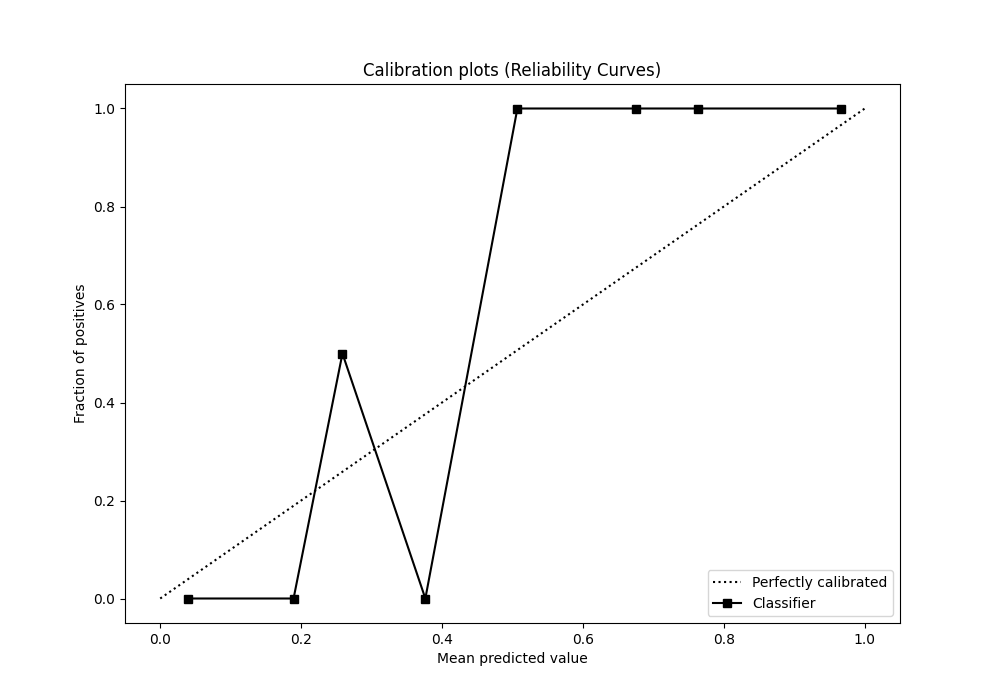 Calibration plots (Reliability Curves)
Fraction of positives
1.0
0.8
0.6
0.4
0.2
0.0
0.0 0.2 0.4 0.6 0.8 1.0
Mean predicted value
Perfectly calibrated
Classifier